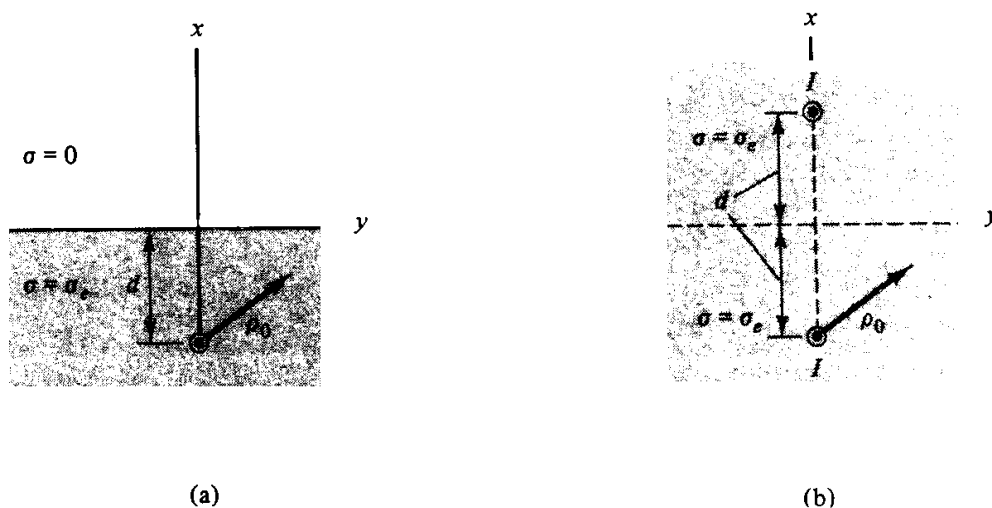 x
σ = 0
y
σ = σₑ d
ρ₀
(a)
x
I
σ = σₑ
d
y
σ = σₑ
ρ₀
I
(b)